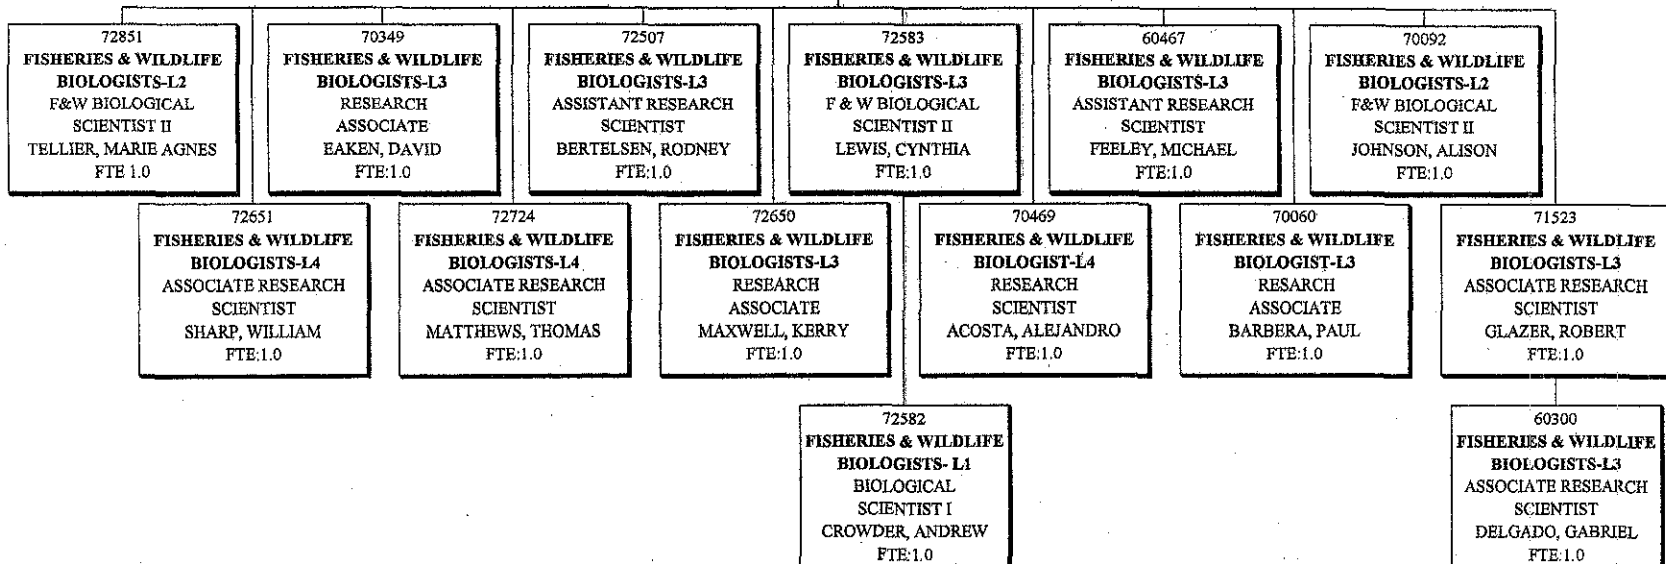 72851
FISHERIES & WILDLIFE
BIOLOGISTS-L2
F&W BIOLOGICAL
SCIENTIST II
TELLIER, MARIE AGNES
FTE 1.0
70349
FISHERIES & WILDLIFE
BIOLOGISTS-L3
RESEARCH
ASSOCIATE
EAKEN, DAVID
FTE:1.0
72507
FISHERIES & WILDLIFE
BIOLOGISTS-L3
ASSISTANT RESEARCH
SCIENTIST
BERTELSEN, RODNEY
FTE:1.0
72583
FISHERIES & WILDLIFE
BIOLOGISTS-L3
F & W BIOLOGICAL
SCIENTIST II
LEWIS, CYNTHIA
FTE:1.0
60467
FISHERIES & WILDLIFE
BIOLOGISTS-L3
ASSISTANT RESEARCH
SCIENTIST
FEELEY, MICHAEL
FTE:1.0
70092
FISHERIES & WILDLIFE
BIOLOGISTS-L2
F&W BIOLOGICAL
SCIENTIST II
JOHNSON, ALISON
FTE:1.0
72651
FISHERIES & WILDLIFE
BIOLOGISTS-L4
ASSOCIATE RESEARCH
SCIENTIST
SHARP, WILLIAM
FTE:1.0
72724
FISHERIES & WILDLIFE
BIOLOGISTS-L4
ASSOCIATE RESEARCH
SCIENTIST
MATTHEWS, THOMAS
FTE:1.0
72650
FISHERIES & WILDLIFE
BIOLOGISTS-L3
RESEARCH
ASSOCIATE
MAXWELL, KERRY
FTE:1.0
70469
FISHERIES & WILDLIFE
BIOLOGIST-L4
RESEARCH
SCIENTIST
ACOSTA, ALEJANDRO
FTE:1.0
70060
FISHERIES & WILDLIFE
BIOLOGIST-L3
RESARCH
ASSOCIATE
BARBERA, PAUL
FTE:1.0
71523
FISHERIES & WILDLIFE
BIOLOGISTS-L3
ASSOCIATE RESEARCH
SCIENTIST
GLAZER, ROBERT
FTE:1.0
72582
FISHERIES & WILDLIFE
BIOLOGISTS- L1
BIOLOGICAL
SCIENTIST I
CROWDER, ANDREW
FTE:1.0
60300
FISHERIES & WILDLIFE
BIOLOGISTS-L3
ASSOCIATE RESEARCH
SCIENTIST
DELGADO, GABRIEL
FTE:1.0